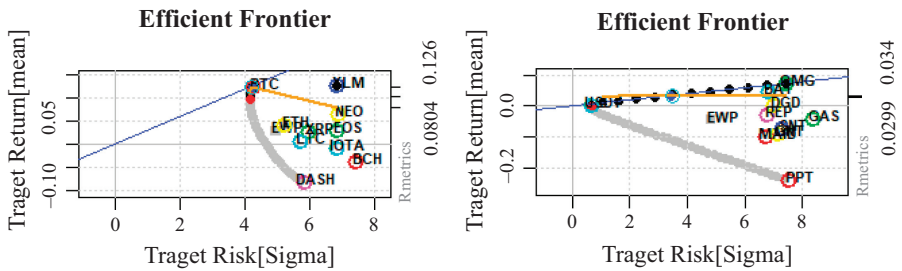 Efficient Frontier
Traget Return[mean]
0.05
−0.10
BTC
XLM
NEO
ETH
XRP
EOS
LTC
IOTA
BCH
DASH
0 2 4 6 8
Traget Risk[Sigma]
0.0804 0.126
Rmetrics
Efficient Frontier
Traget Return[mean]
0.0
−0.2
OMG
BAT
DGD
REP
EWP
GAS
PPT
0 2 4 6 8
Traget Risk[Sigma]
0.0299 0.034
Rmetrics